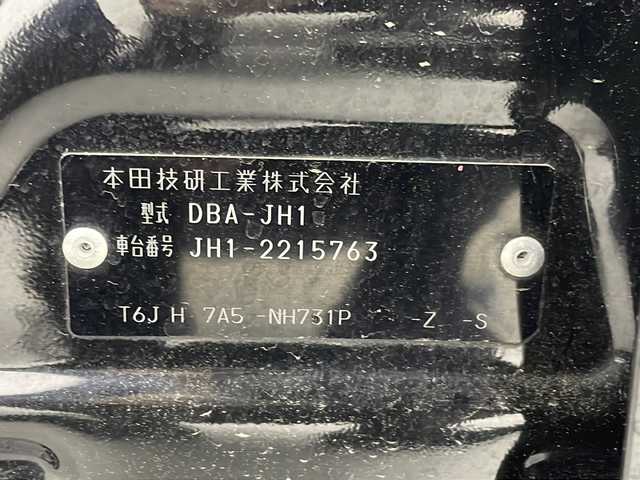 本田技研工業株式会社
型式 DBA-JH1
車台番号 JH1-2215763
T6J H 7A5 -NH731P -Z -S